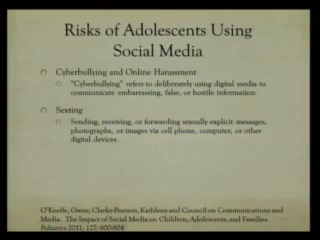 Risks of Adolescents Using
Social Media
Cyberbullying and Online Harassment
"Cyberbullying" refers to deliberately using digital media to
communicate embarrassing, false, or hostile information
Sexting
Sending, receiving, or forwarding sexually explicit messages,
photographs, or images via cell phone, computer, or other
digital devices.
O'Keeffe, Gwen; Clarke-Pearson, Kathleen and Council on Communications and
Media. The Impact of Social Media on Children, Adolescents, and Families.
Pediatrics 2011; 127; 800-804